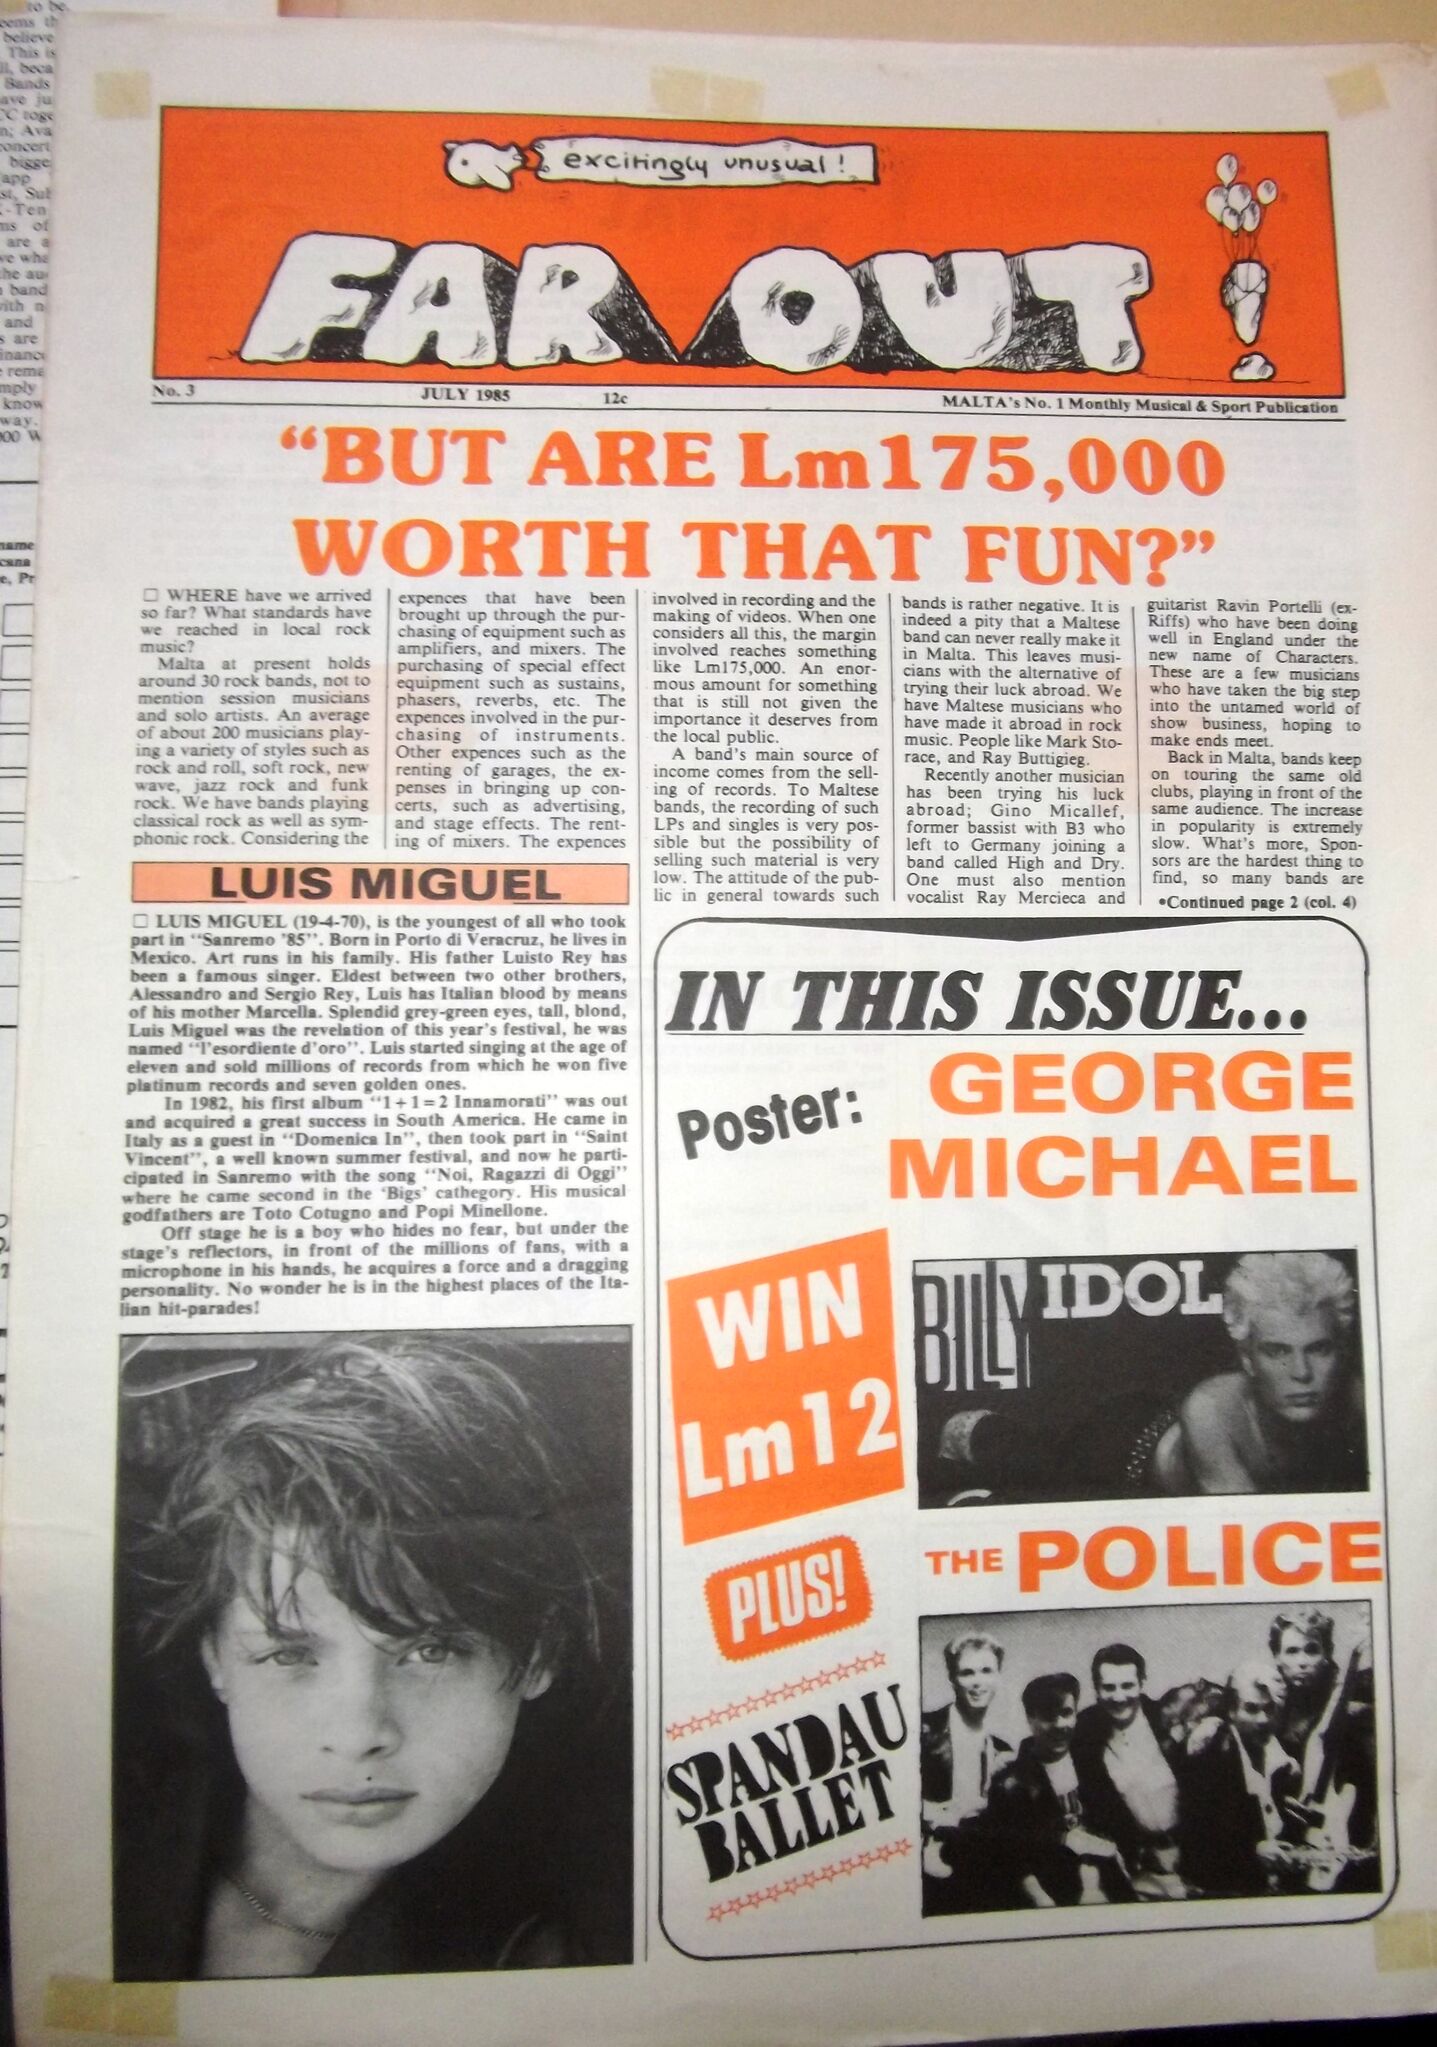 excitingly unusual!
FAR OUT!
No. 3 JULY 1985 12c MALTA's No. 1 Monthly Musical & Sport Publication
“BUT ARE Lm175,000
WORTH THAT FUN?”
□ WHERE have we arrived
so far? What standards have
we reached in local rock
music?
Malta at present holds
around 30 rock bands, not to
mention session musicians
and solo artists. An average
of about 200 musicians play-
ing a variety of styles such as
rock and roll, soft rock, new
wave, jazz rock and funk
rock. We have bands playing
classical rock as well as sym-
phonic rock. Considering the
expences that have been
brought up through the pur-
chasing of equipment such as
amplifiers, and mixers. The
purchasing of special effect
equipment such as sustains,
phasers, reverbs, etc. The
expences involved in the pur-
chasing of instruments.
Other expences such as the
renting of garages, the ex-
penses in bringing up con-
certs, such as advertising,
and stage effects. The rent-
ing of mixers. The expences
involved in recording and the
making of videos. When one
considers all this, the margin
involved reaches something
like Lm175,000. An enor-
mous amount for something
that is still not given the
importance it deserves from
the local public.
A band's main source of
income comes from the sell-
ing of records. To Maltese
bands, the recording of such
LPs and singles is very pos-
sible but the possibility of
selling such material is very
low. The attitude of the pub-
lic in general towards such
bands is rather negative. It is
indeed a pity that a Maltese
band can never really make it
in Malta. This leaves musi-
cians with the alternative of
trying their luck abroad. We
have Maltese musicians who
have made it abroad in rock
music. People like Mark Sto-
race, and Ray Buttigieg.
Recently another musician
has been trying his luck
abroad; Gino Micallef,
former bassist with B3 who
left to Germany joining a
band called High and Dry.
One must also mention
vocalist Ray Mercieca and
guitarist Ravin Portelli (ex-
Riffs) who have been doing
well in England under the
new name of Characters.
These are a few musicians
who have taken the big step
into the untamed world of
show business, hoping to
make ends meet.
Back in Malta, bands keep
on touring the same old
clubs, playing in front of the
same audience. The increase
in popularity is extremely
slow. What's more, Spon-
sors are the hardest thing to
find, so many bands are
•Continued page 2 (col. 4)
LUIS MIGUEL
□ LUIS MIGUEL (19-4-70), is the youngest of all who took
part in “Sanremo '85”. Born in Porto di Veracruz, he lives in
Mexico. Art runs in his family. His father Luisto Rey has
been a famous singer. Eldest between two other brothers,
Alessandro and Sergio Rey, Luis has Italian blood by means
of his mother Marcella. Splendid grey-green eyes, tall, blond,
Luis Miguel was the revelation of this year's festival, he was
named “l'esordiente d'oro”. Luis started singing at the age of
eleven and sold millions of records from which he won five
platinum records and seven golden ones.
In 1982, his first album “1+1=2 Innamorati” was out
and acquired a great success in South America. He came in
Italy as a guest in “Domenica In”, then took part in “Saint
Vincent”, a well known summer festival, and now he parti-
cipated in Sanremo with the song “Noi, Ragazzi di Oggi”
where he came second in the ‘Bigs’ cathegory. His musical
godfathers are Toto Cotugno and Popi Minellone.
Off stage he is a boy who hides no fear, but under the
stage's reflectors, in front of the millions of fans, with a
microphone in his hands, he acquires a force and a dragging
personality. No wonder he is in the highest places of the Ita-
lian hit-parades!
IN THIS ISSUE...
Poster:
GEORGE
MICHAEL
WIN
Lm12
BILLY IDOL
PLUS!
THE POLICE
SPANDAU
BALLET